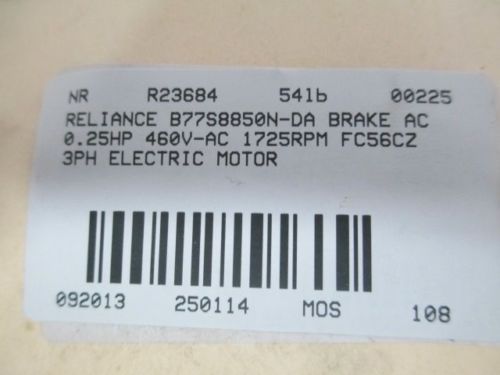 NR R23684 54lb 00225
RELIANCE B77S8850N-DA BRAKE AC
0.25HP 460V-AC 1725RPM FC56CZ
3PH ELECTRIC MOTOR
092013 250114 MOS 108